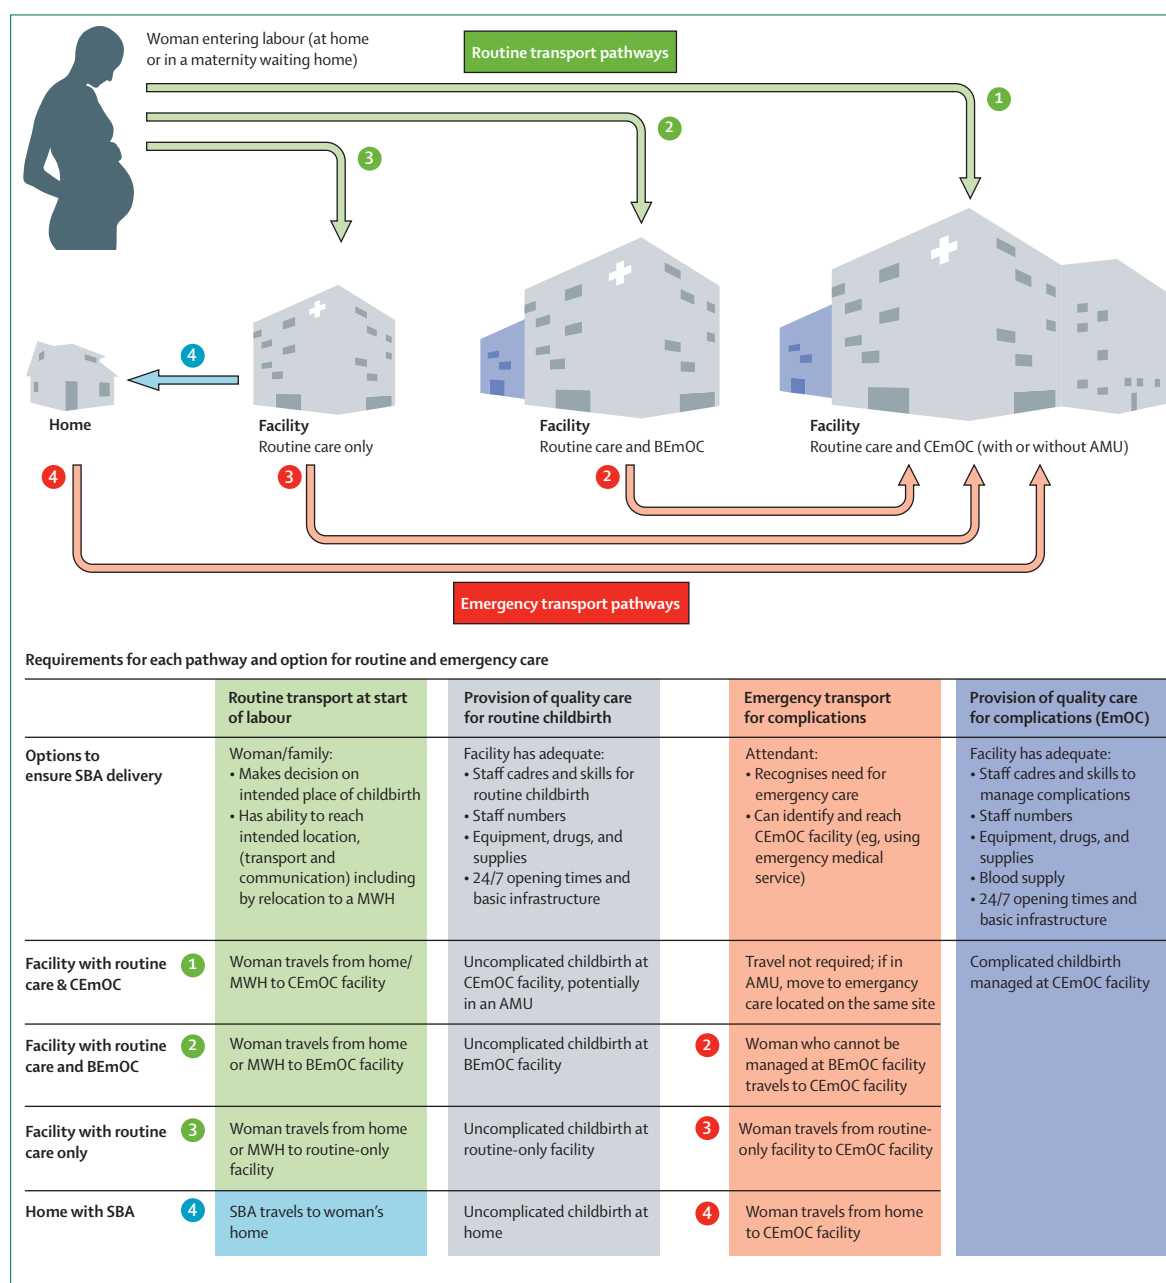 Woman entering labour (at home
or in a maternity waiting home)
Routine transport pathways
1
2
3
4
Home
Facility
Routine care only
Facility
Routine care and BEmOC
Facility
Routine care and CEmOC (with or without AMU)
4
3
2
Emergency transport pathways
Requirements for each pathway and option for routine and emergency care
Routine transport at start
of labour
Provision of quality care
for routine childbirth
Emergency transport
for complications
Provision of quality care
for complications (EmOC)
Options to
ensure SBA delivery
Woman/family:
• Makes decision on
intended place of childbirth
• Has ability to reach
intended location,
(transport and
communication) including
by relocation to a MWH
Facility has adequate:
• Staff cadres and skills for
routine childbirth
• Staff numbers
• Equipment, drugs, and
supplies
• 24/7 opening times and
basic infrastructure
Attendant:
• Recognises need for
emergency care
• Can identify and reach
CEmOC facility (eg, using
emergency medical
service)
Facility has adequate:
• Staff cadres and skills to
manage complications
• Staff numbers
• Equipment, drugs, and
supplies
• Blood supply
• 24/7 opening times and
basic infrastructure
Facility with routine
care & CEmOC
1
Woman travels from home/
MWH to CEmOC facility
Uncomplicated childbirth at
CEmOC facility, potentially
in an AMU
Travel not required; if in
AMU, move to emergancy
care located on the same site
Complicated childbirth
managed at CEmOC facility
Facility with routine
care and BEmOC
2
Woman travels from home
or MWH to BEmOC facility
Uncomplicated childbirth at
BEmOC facility
2
Woman who cannot be
managed at BEmOC facility
travels to CEmOC facility
Facility with routine
care only
3
Woman travels from home
or MWH to routine-only
facility
Uncomplicated childbirth at
routine-only facility
3
Woman travels from routine-
only facility to CEmOC facility
Home with SBA
4
SBA travels to woman's
home
Uncomplicated childbirth at
home
4
Woman travels from home
to CEmOC facility